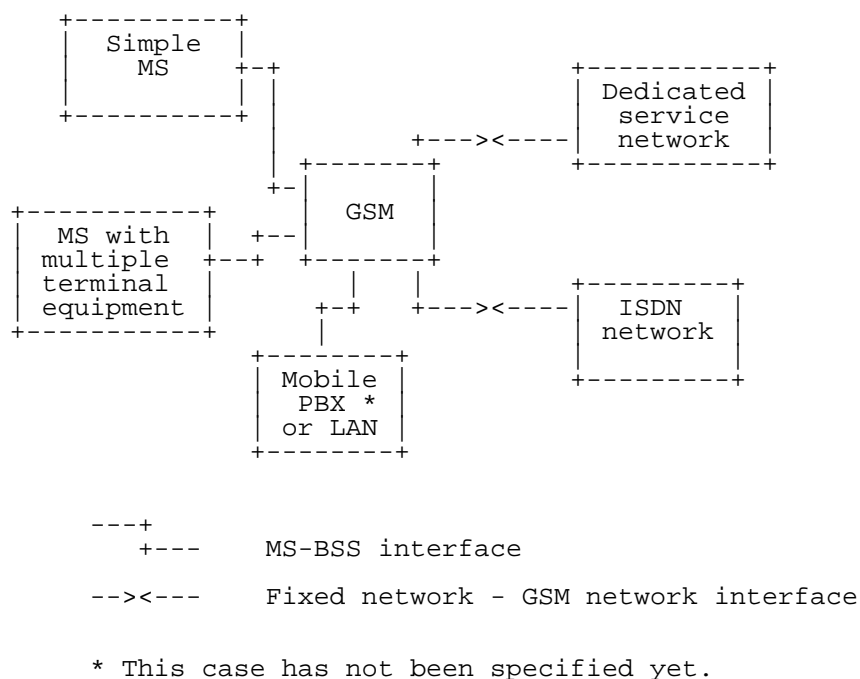 Simple
MS
Dedicated
service
network
GSM
MS with
multiple
terminal
equipment
ISDN
network
Mobile
PBX *
or LAN
MS-BSS interface
Fixed network - GSM network interface
* This case has not been specified yet.